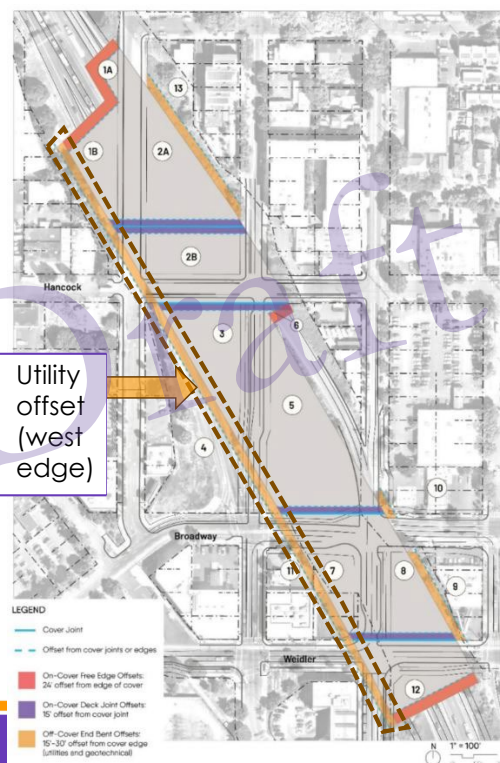 1A
13
1B
2A
2B
Hancock
3
6
Draft
Utility
offset
(west
edge)
5
4
10
Broadway
11
7
8
9
Weidler
12
LEGEND
Cover Joint
Offset from cover joints or edges
On-Cover Free Edge Offsets:
24' offset from edge of cover
On-Cover Deck Joint Offsets:
15' offset from cover joint
Off-Cover End Bent Offsets:
15'-30' offset from cover edge
(utilities and geotechnical)
N 1" = 100'